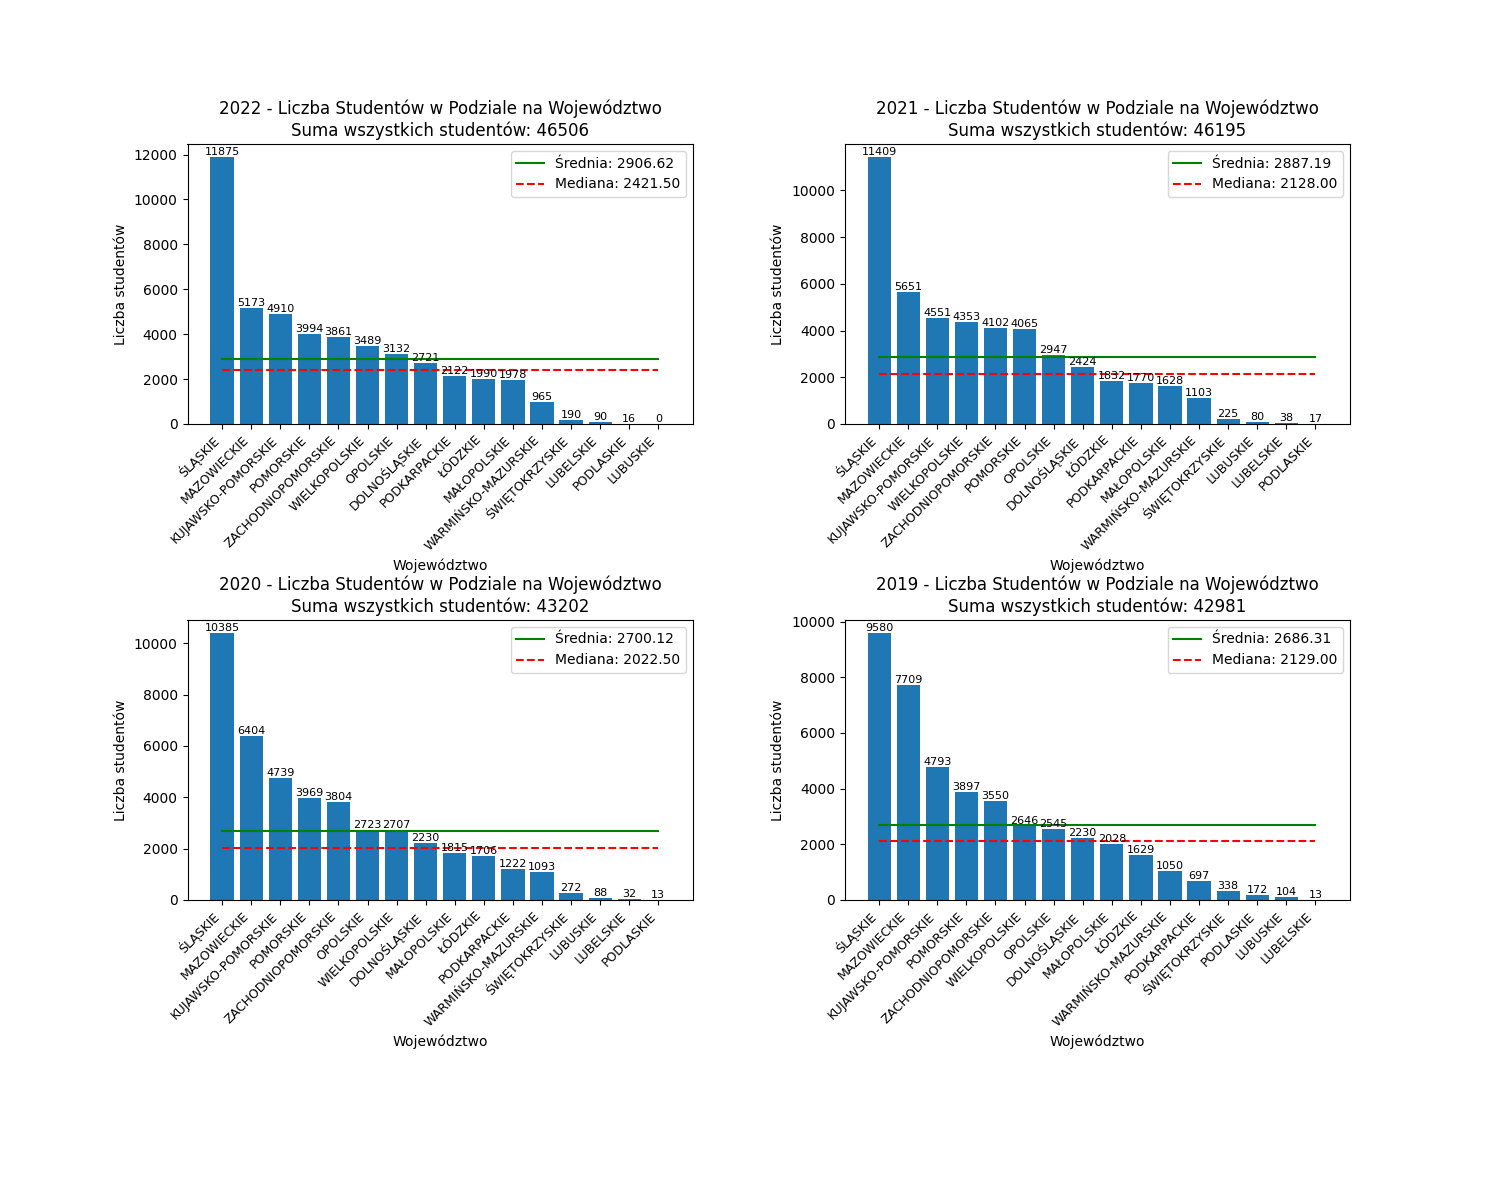 2022 - Liczba Studentów w Podziale na Województwo
Suma wszystkich studentów: 46506
Liczba studentów
12000
10000
8000
6000
4000
2000
0
11875
5173
4910
3994
3861
3489
3132
2721
2122
1990
1978
965
190
90
16
0
Średnia: 2906.62
Mediana: 2421.50
ŚLĄSKIE
MAZOWIECKIE
KUJAWSKO-POMORSKIE
POMORSKIE
ZACHODNIOPOMORSKIE
WIELKOPOLSKIE
OPOLSKIE
DOLNOŚLĄSKIE
PODKARPACKIE
ŁÓDZKIE
MAŁOPOLSKIE
WARMIŃSKO-MAZURSKIE
ŚWIĘTOKRZYSKIE
LUBELSKIE
PODLASKIE
LUBUSKIE
Województwo
2021 - Liczba Studentów w Podziale na Województwo
Suma wszystkich studentów: 46195
Liczba studentów
10000
8000
6000
4000
2000
0
11409
5651
4551
4353
4102
4065
2947
2424
1832
1770
1628
1103
225
80
38
17
Średnia: 2887.19
Mediana: 2128.00
ŚLĄSKIE
MAZOWIECKIE
KUJAWSKO-POMORSKIE
WIELKOPOLSKIE
ZACHODNIOPOMORSKIE
POMORSKIE
OPOLSKIE
DOLNOŚLĄSKIE
ŁÓDZKIE
PODKARPACKIE
MAŁOPOLSKIE
WARMIŃSKO-MAZURSKIE
ŚWIĘTOKRZYSKIE
LUBUSKIE
LUBELSKIE
PODLASKIE
Województwo
2020 - Liczba Studentów w Podziale na Województwo
Suma wszystkich studentów: 43202
Liczba studentów
10000
8000
6000
4000
2000
0
10385
6404
4739
3969
3804
2723
2707
2230
1815
1706
1222
1093
272
88
32
13
Średnia: 2700.12
Mediana: 2022.50
ŚLĄSKIE
MAZOWIECKIE
KUJAWSKO-POMORSKIE
POMORSKIE
ZACHODNIOPOMORSKIE
OPOLSKIE
WIELKOPOLSKIE
DOLNOŚLĄSKIE
MAŁOPOLSKIE
ŁÓDZKIE
PODKARPACKIE
WARMIŃSKO-MAZURSKIE
ŚWIĘTOKRZYSKIE
LUBUSKIE
LUBELSKIE
PODLASKIE
Województwo
2019 - Liczba Studentów w Podziale na Województwo
Suma wszystkich studentów: 42981
Liczba studentów
10000
8000
6000
4000
2000
0
9580
7709
4793
3897
3550
2646
2545
2230
2028
1629
1050
697
338
172
104
13
Średnia: 2686.31
Mediana: 2129.00
ŚLĄSKIE
MAZOWIECKIE
KUJAWSKO-POMORSKIE
POMORSKIE
ZACHODNIOPOMORSKIE
WIELKOPOLSKIE
OPOLSKIE
DOLNOŚLĄSKIE
MAŁOPOLSKIE
ŁÓDZKIE
WARMIŃSKO-MAZURSKIE
PODKARPACKIE
ŚWIĘTOKRZYSKIE
PODLASKIE
LUBUSKIE
LUBELSKIE
Województwo